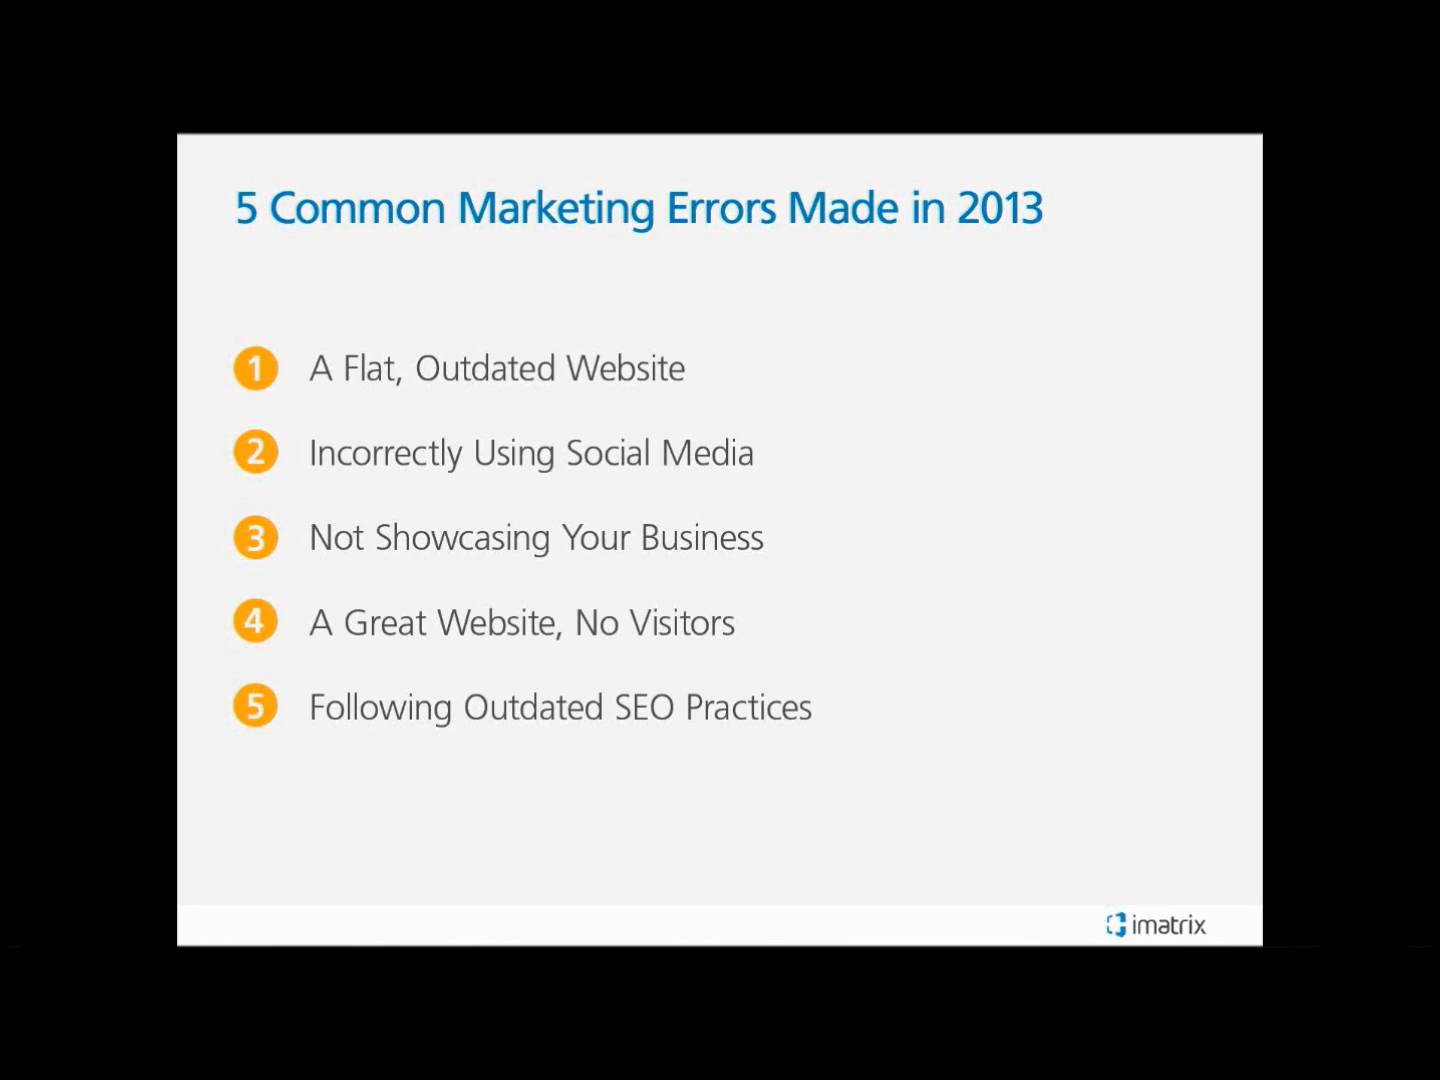 5 Common Marketing Errors Made in 2013
1 A Flat, Outdated Website
2 Incorrectly Using Social Media
3 Not Showcasing Your Business
4 A Great Website, No Visitors
5 Following Outdated SEO Practices
imatrix